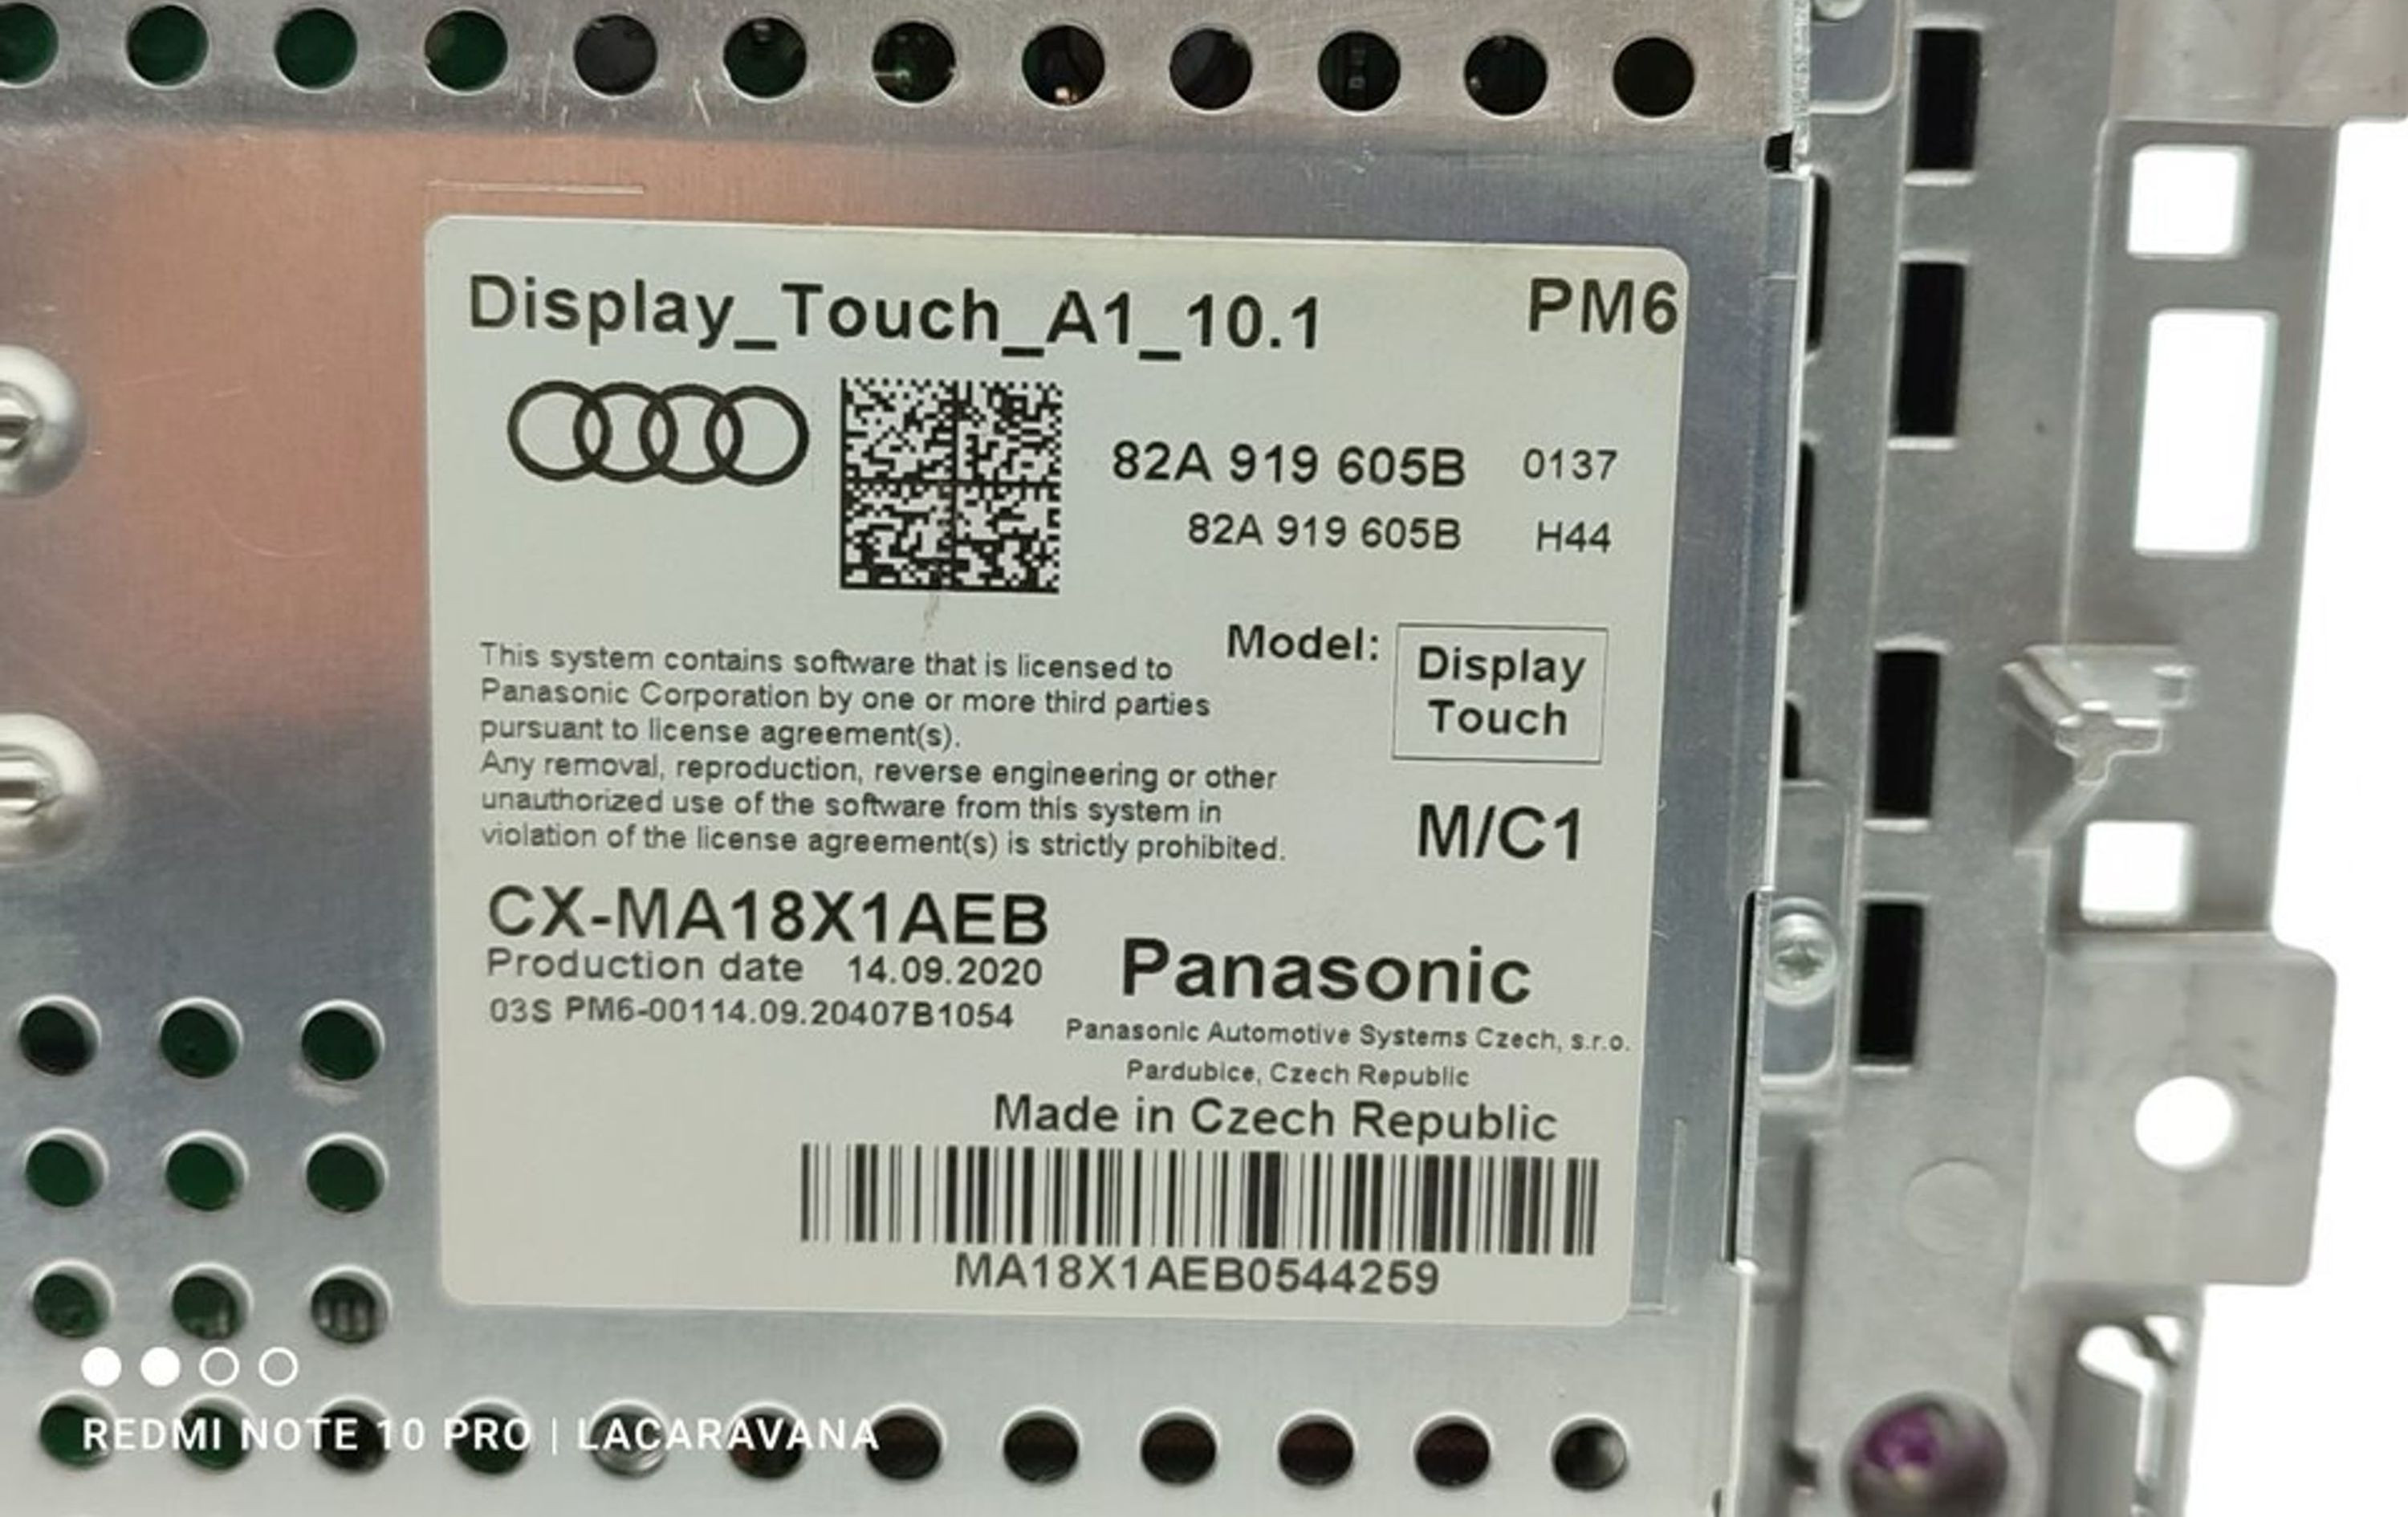 Display_Touch_A1_10.1 PM6
82A 919 605B 0137
82A 919 605B H44
Model: Display Touch
This system contains software that is licensed to
Panasonic Corporation by one or more third parties
pursuant to license agreement(s).
Any removal, reproduction, reverse engineering or other
unauthorized use of the software from this system in
violation of the license agreement(s) is strictly prohibited.
M/C1
CX-MA18X1AEB
Production date 14.09.2020
03S PM6-00114.09.20407B1054
Panasonic
Panasonic Automotive Systems Czech, s.r.o.
Pardubice, Czech Republic
Made in Czech Republic
MA18X1AEB0544259
REDMI NOTE 10 PRO | LACARAVANA